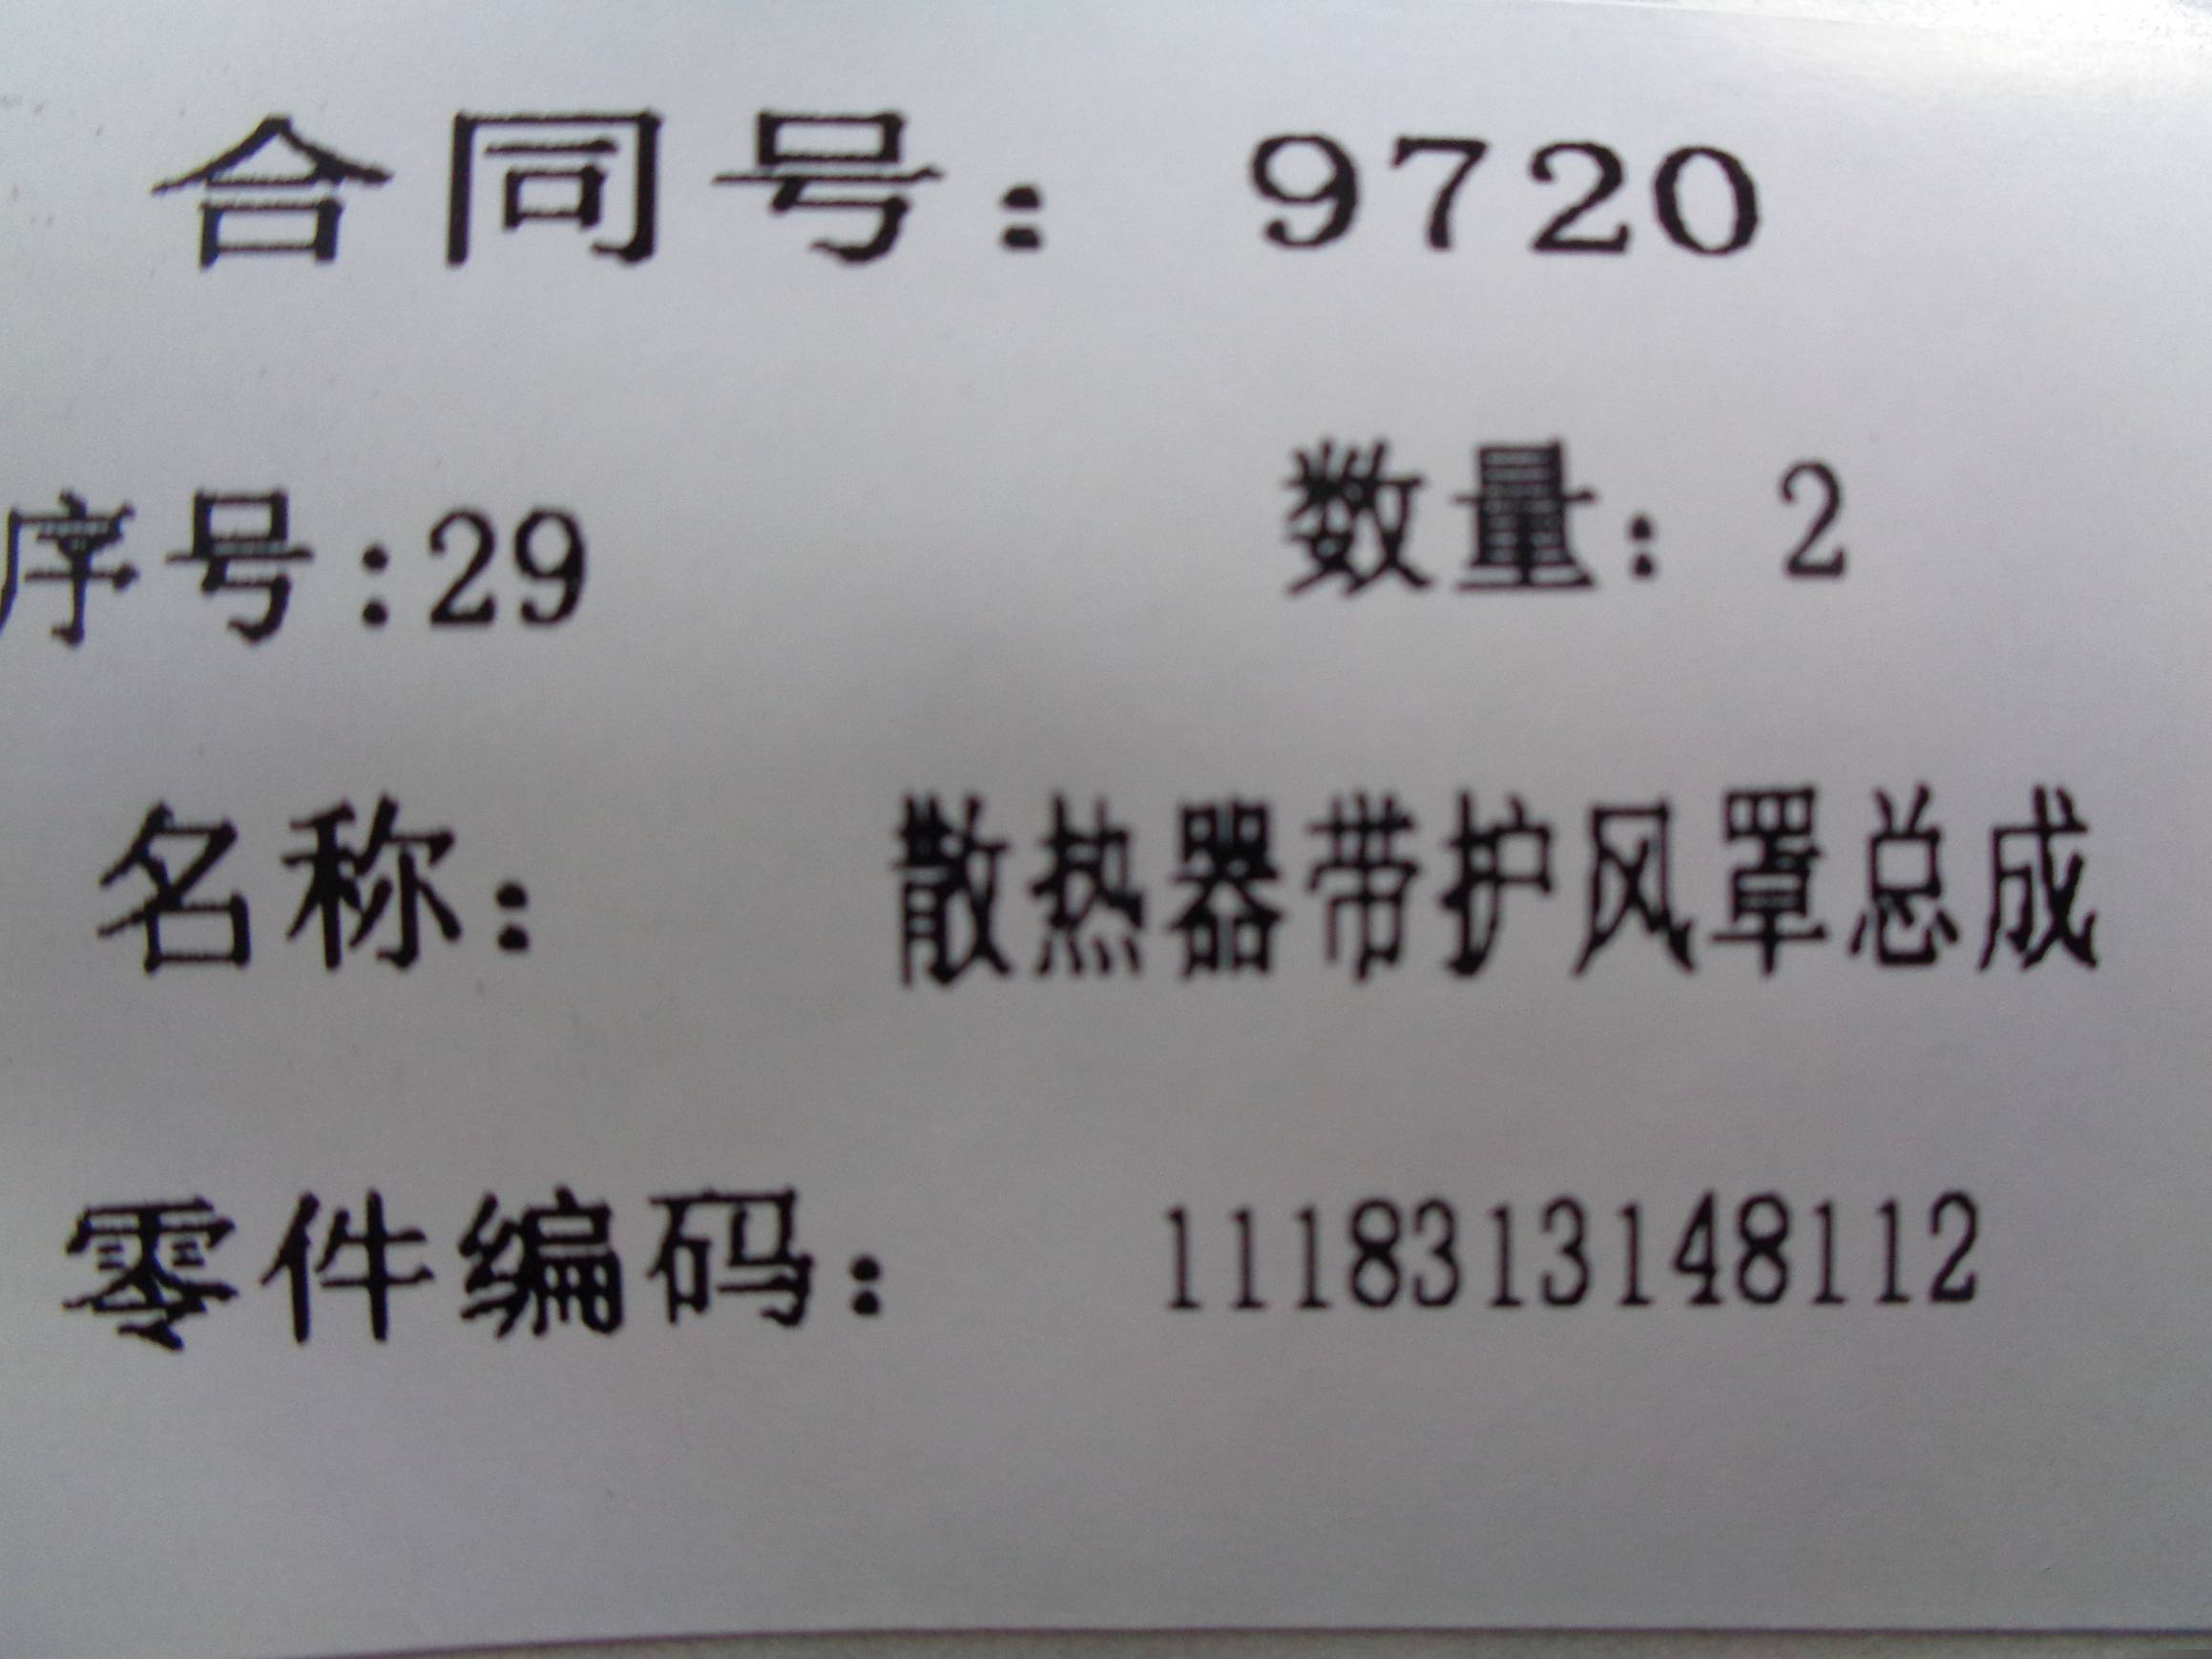 合同号： 9720
序号:29 数量：2
名称： 散热器带护风罩总成
零件编码： 1118313148112